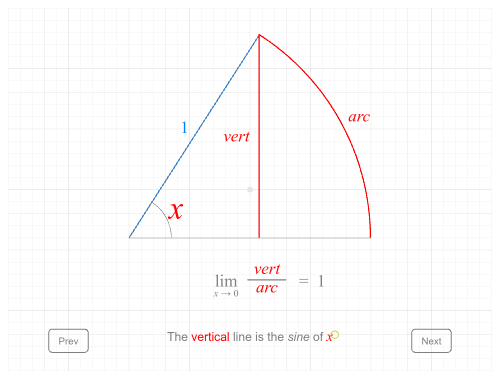 1
vert
arc
x
lim x → 0 vert / arc = 1
Prev
The vertical line is the sine of x
Next